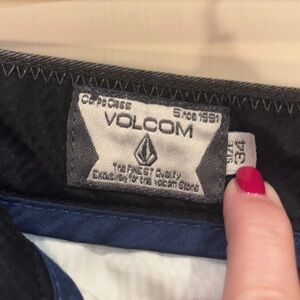 Corpo Class Since 1991
VOLCOM
The FINEST Quality
Exclusively for the Volcom Stone
SIZE
34